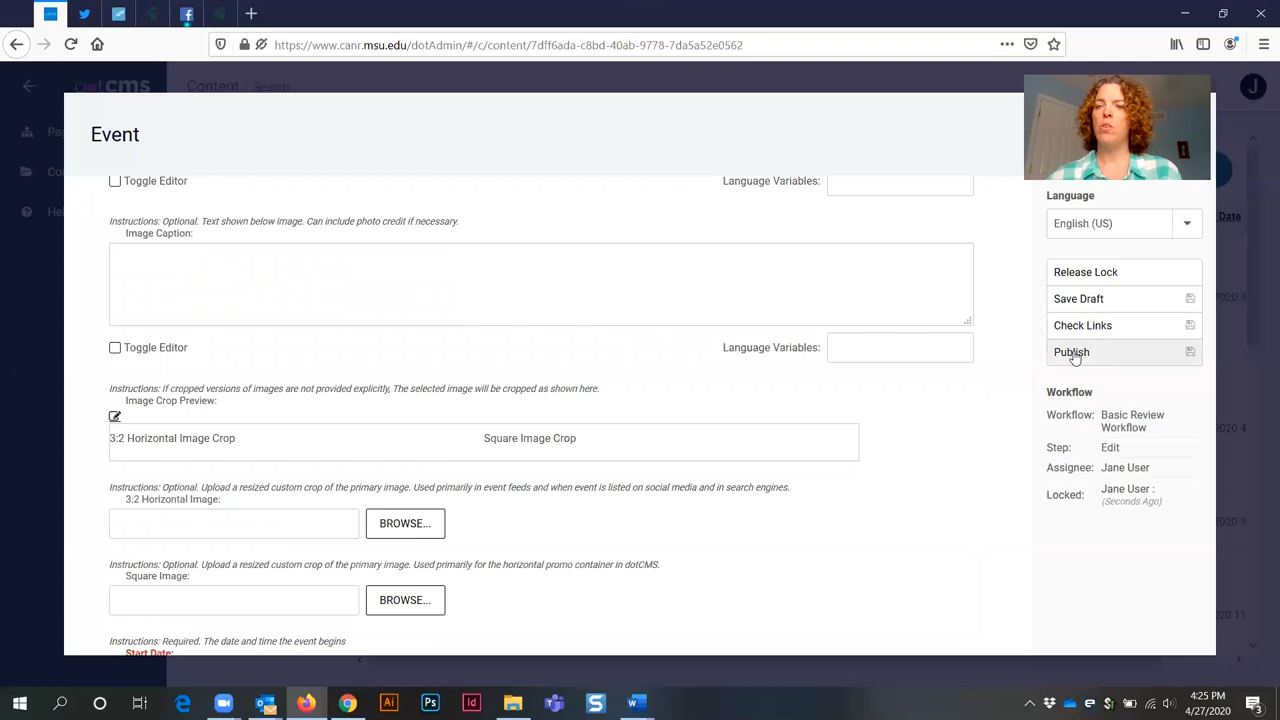 https://www.canr.msu.edu/dotAdmin/#/c/content/7dff6ada-c8bd-40ab-9778-7da5a52e0562
dotCMS
Content Search
J
Event
Toggle Editor
Language Variables:
Instructions: Optional. Text shown below image. Can include photo credit if necessary.
Image Caption:
Toggle Editor
Language Variables:
Instructions: If cropped versions of images are not provided explicitly, The selected image will be cropped as shown here.
Image Crop Preview:
3:2 Horizontal Image Crop
Square Image Crop
Instructions: Optional. Upload a resized custom crop of the primary image. Used primarily in event feeds and when event is listed on social media and in search engines.
3:2 Horizontal Image:
BROWSE...
Instructions: Optional. Upload a resized custom crop of the primary image. Used primarily for the horizontal promo container in dotCMS.
Square Image:
BROWSE...
Instructions: Required. The date and time the event begins
Start Date:
Language
English (US)
Release Lock
Save Draft
Check Links
Publish
Workflow
Workflow: Basic Review
Workflow
Step: Edit
Assignee: Jane User
Locked: Jane User :
(Seconds Ago)
Date
4:25 PM
4/27/2020
3